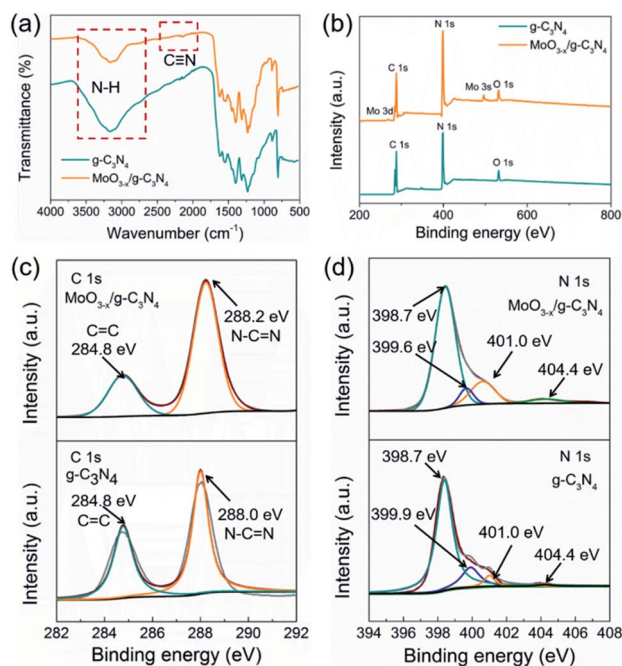 (a)
C≡N
N-H
g-C₃N₄
MoO₃₋ₓ/g-C₃N₄
Transmittance (%)
4000 3500 3000 2500 2000 1500 1000 500
Wavenumber (cm⁻¹)
(b)
N 1s
g-C₃N₄
MoO₃₋ₓ/g-C₃N₄
C 1s
Mo 3d
Mo 3s
O 1s
N 1s
C 1s
O 1s
Intensity (a.u.)
200 300 400 500 600 700 800
Binding energy (eV)
(c)
C 1s
MoO₃₋ₓ/g-C₃N₄
C=C
284.8 eV
288.2 eV
N-C=N
Intensity (a.u.)
C 1s
g-C₃N₄
284.8 eV
C=C
288.0 eV
N-C=N
Intensity (a.u.)
282 284 286 288 290 292
Binding energy (eV)
(d)
N 1s
MoO₃₋ₓ/g-C₃N₄
398.7 eV
399.6 eV
401.0 eV
404.4 eV
Intensity (a.u.)
398.7 eV
N 1s
g-C₃N₄
399.9 eV
401.0 eV
404.4 eV
Intensity (a.u.)
394 396 398 400 402 404 406 408
Binding energy (eV)